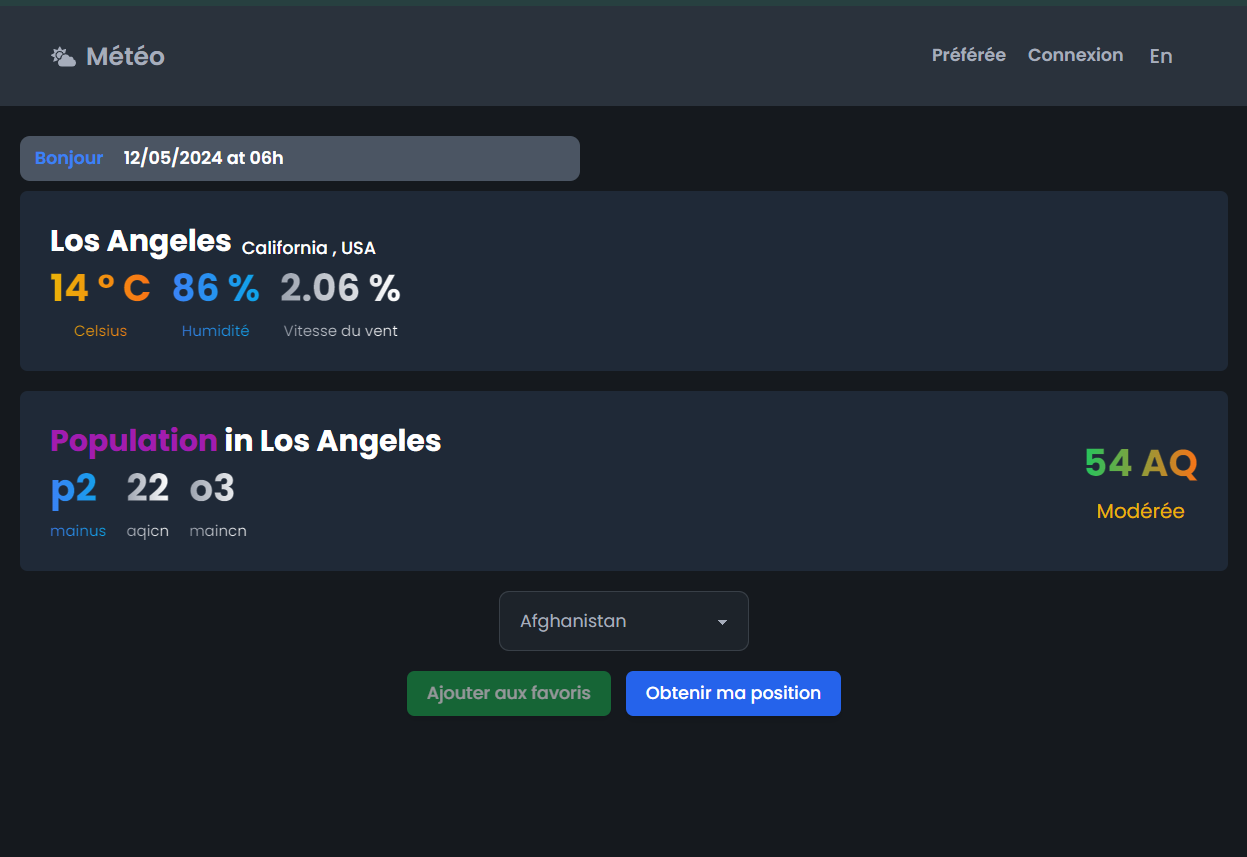 Météo Préférée Connexion En
Bonjour 12/05/2024 at 06h
Los Angeles California , USA
14 ° C 86 % 2.06 %
Celsius Humidité Vitesse du vent
Population in Los Angeles
p2 22 o3
mainus aqicn maincn
54 AQ
Modérée
Afghanistan
Ajouter aux favoris Obtenir ma position